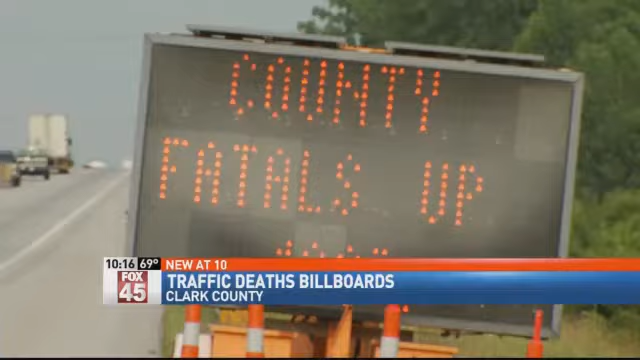 COUNTY
FATALS UP
10:16 69°
NEW AT 10
FOX
45
TRAFFIC DEATHS BILLBOARDS
CLARK COUNTY